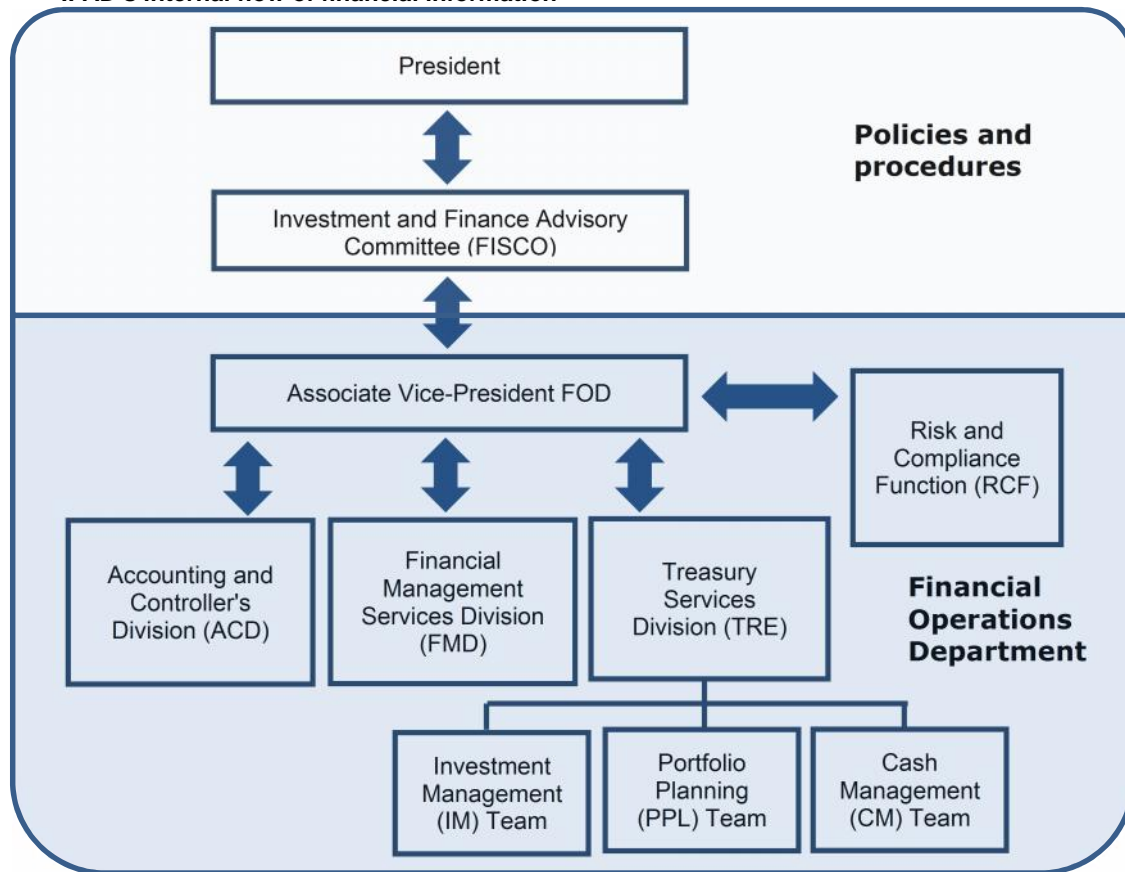 President
Policies and
procedures
Investment and Finance Advisory
Committee (FISCO)
Associate Vice-President FOD
Risk and
Compliance
Function (RCF)
Accounting and
Controller's
Division (ACD)
Financial
Management
Services Division
(FMD)
Treasury
Services
Division (TRE)
Financial
Operations
Department
Investment
Management
(IM) Team
Portfolio
Planning
(PPL) Team
Cash
Management
(CM) Team